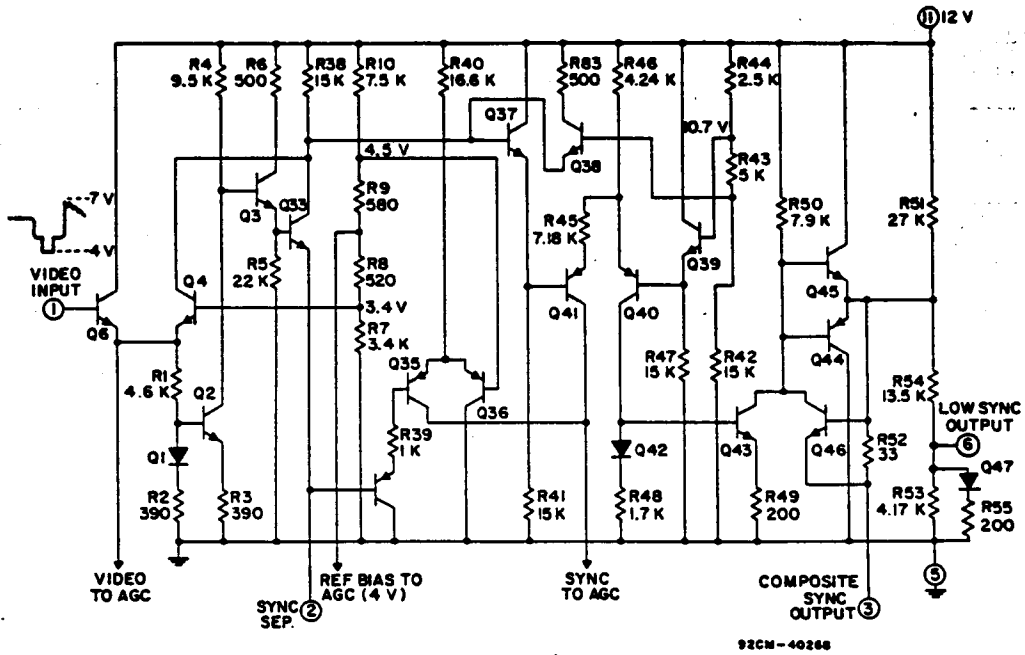 11 12 V
R4 9.5 K
R6 500
R38 15 K
R10 7.5 K
R40 16.6 K
R83 500
R46 4.24 K
R44 2.5 K
Q37
Q38
10.7 V
4.5 V
R43 5 K
7 V
4 V
Q3
Q33
R9 580
R45 7.18 K
R50 7.9 K
R51 27 K
VIDEO INPUT
1
Q6
Q4
R5 22 K
R8 520
3.4 V
R7 3.4 K
Q39
Q45
Q41
Q40
Q44
R1 4.6 K
Q2
Q35
Q36
R47 15 K
R42 15 K
R54 13.5 K
LOW SYNC OUTPUT
6
Q1
R39 1 K
Q42
Q43
Q46
R52 33
Q47
R2 390
R3 390
R41 15 K
R48 1.7 K
R49 200
R53 4.17 K
R55 200
VIDEO TO AGC
REF BIAS TO AGC (4 V)
SYNC SEP.
2
SYNC TO AGC
COMPOSITE SYNC OUTPUT
3
5
92CM-40268